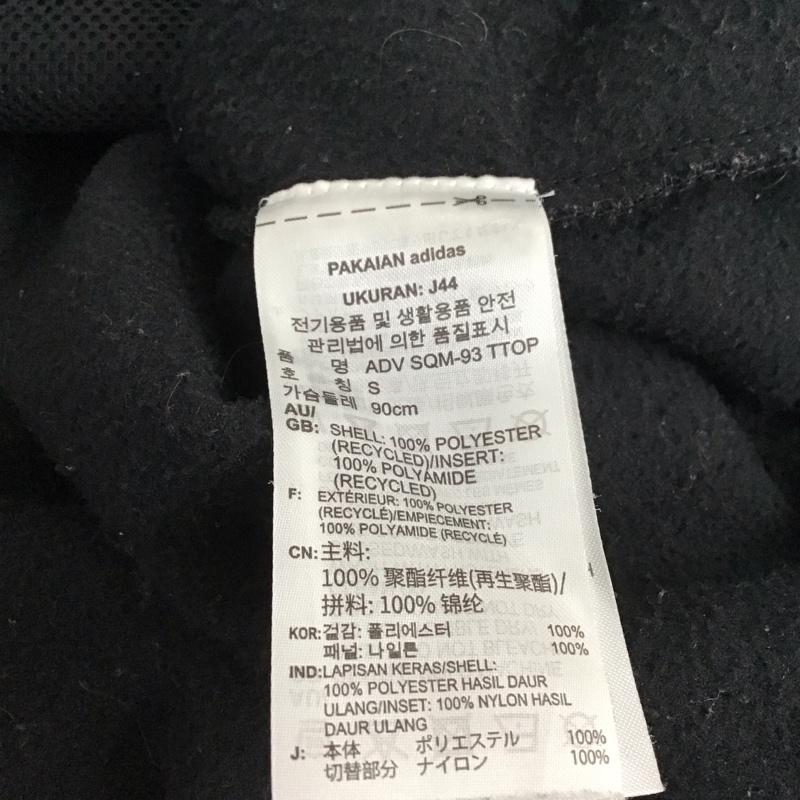 PAKAIAN adidas
UKURAN: J44
전기용품 및 생활용품 안전
관리법에 의한 품질표시
품 명 ADV SQM-93 TTOP
호 칭 S
가슴둘레 90cm
AU/
GB: SHELL: 100% POLYESTER
(RECYCLED)/INSERT:
100% POLYAMIDE
(RECYCLED)
F: EXTÉRIEUR: 100% POLYESTER
(RECYCLÉ)/EMPIECEMENT:
100% POLYAMIDE (RECYCLÉ)
CN: 主料:
100% 聚酯纤维(再生聚酯)/
拼料: 100% 锦纶
KOR: 겉감: 폴리에스터 100%
패널: 나일론 100%
IND: LAPISAN KERAS/SHELL:
100% POLYESTER HASIL DAUR
ULANG/INSET: 100% NYLON HASIL
DAUR ULANG
J: 本体 ポリエステル 100%
切替部分 ナイロン 100%